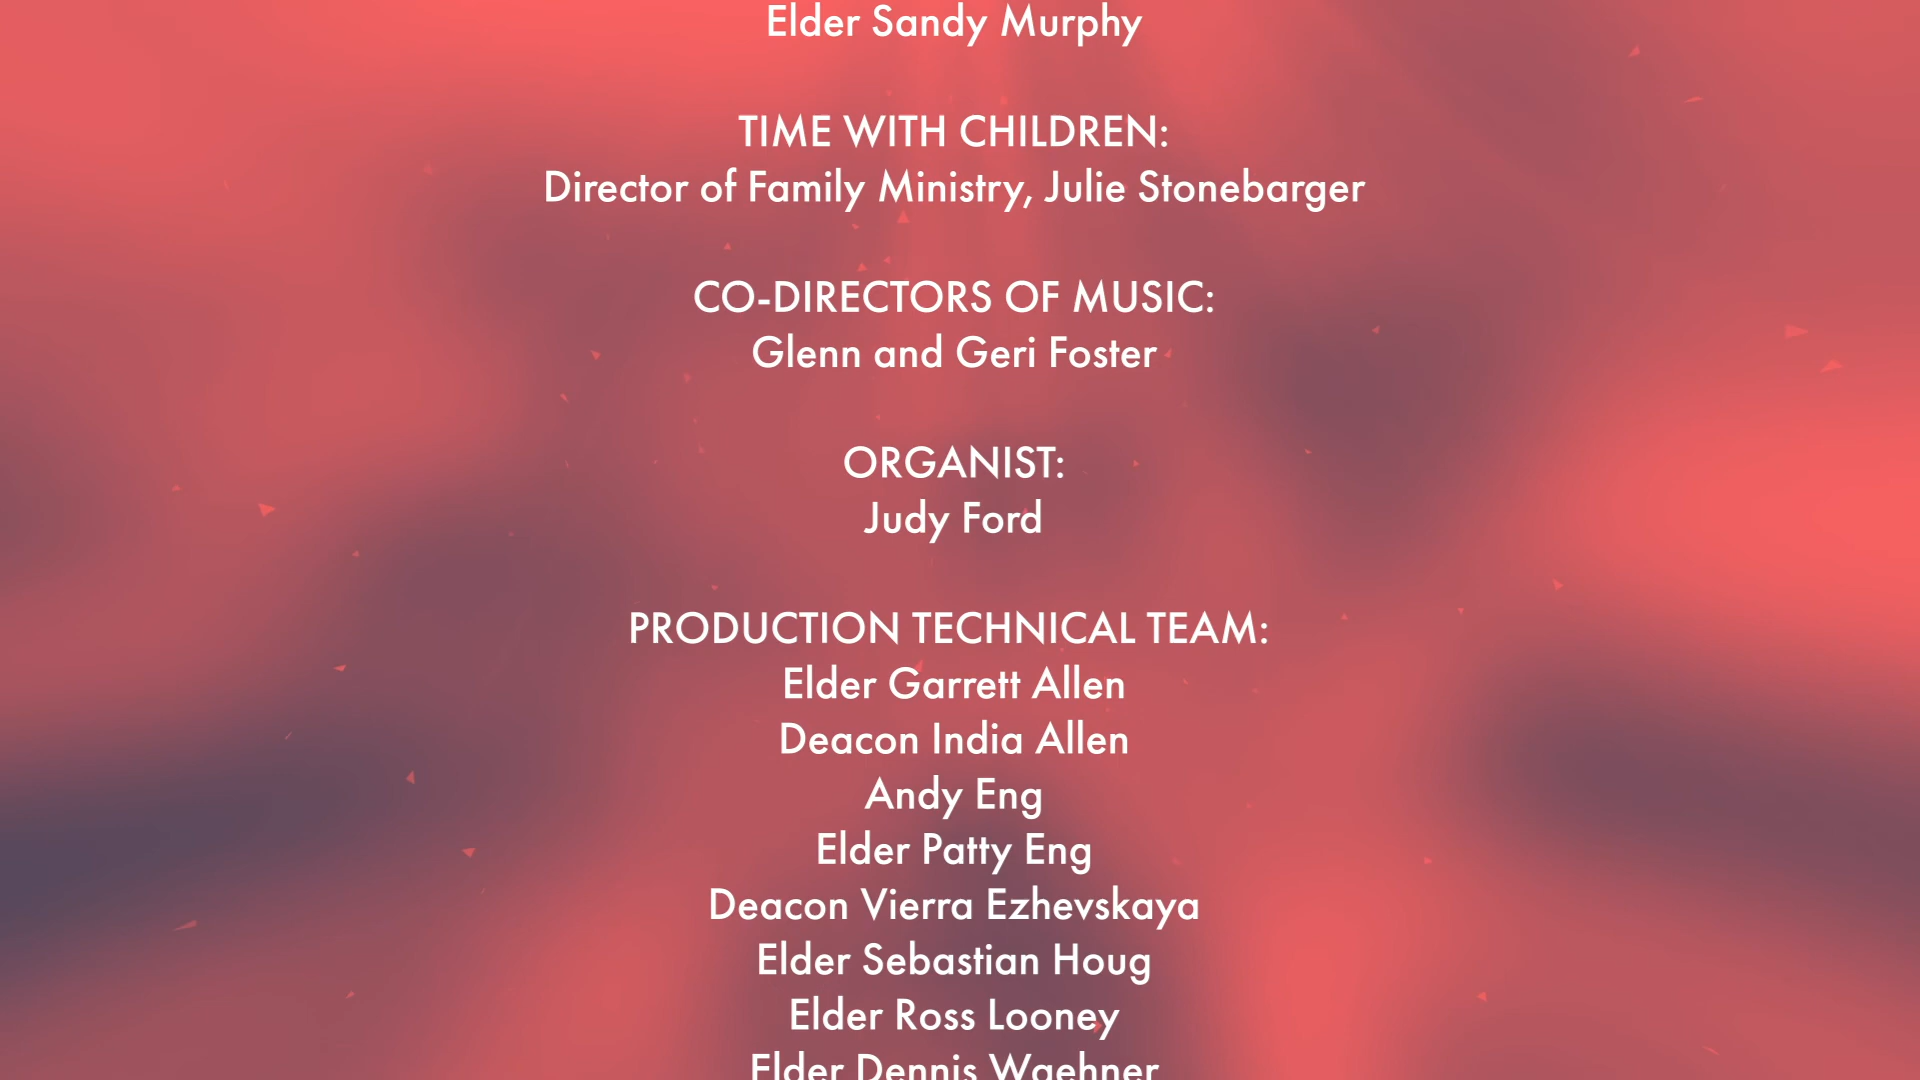 Elder Sandy Murphy
TIME WITH CHILDREN:
Director of Family Ministry, Julie Stonebarger
CO-DIRECTORS OF MUSIC:
Glenn and Geri Foster
ORGANIST:
Judy Ford
PRODUCTION TECHNICAL TEAM:
Elder Garrett Allen
Deacon India Allen
Andy Eng
Elder Patty Eng
Deacon Vierra Ezhevskaya
Elder Sebastian Houg
Elder Ross Looney
Elder Dennis Waehner